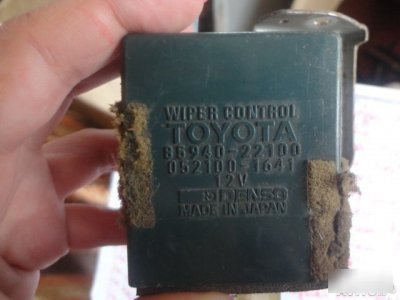 WIPER CONTROL
TOYOTA
85940-22100
052100-1641
12V
DENSO
MADE IN JAPAN